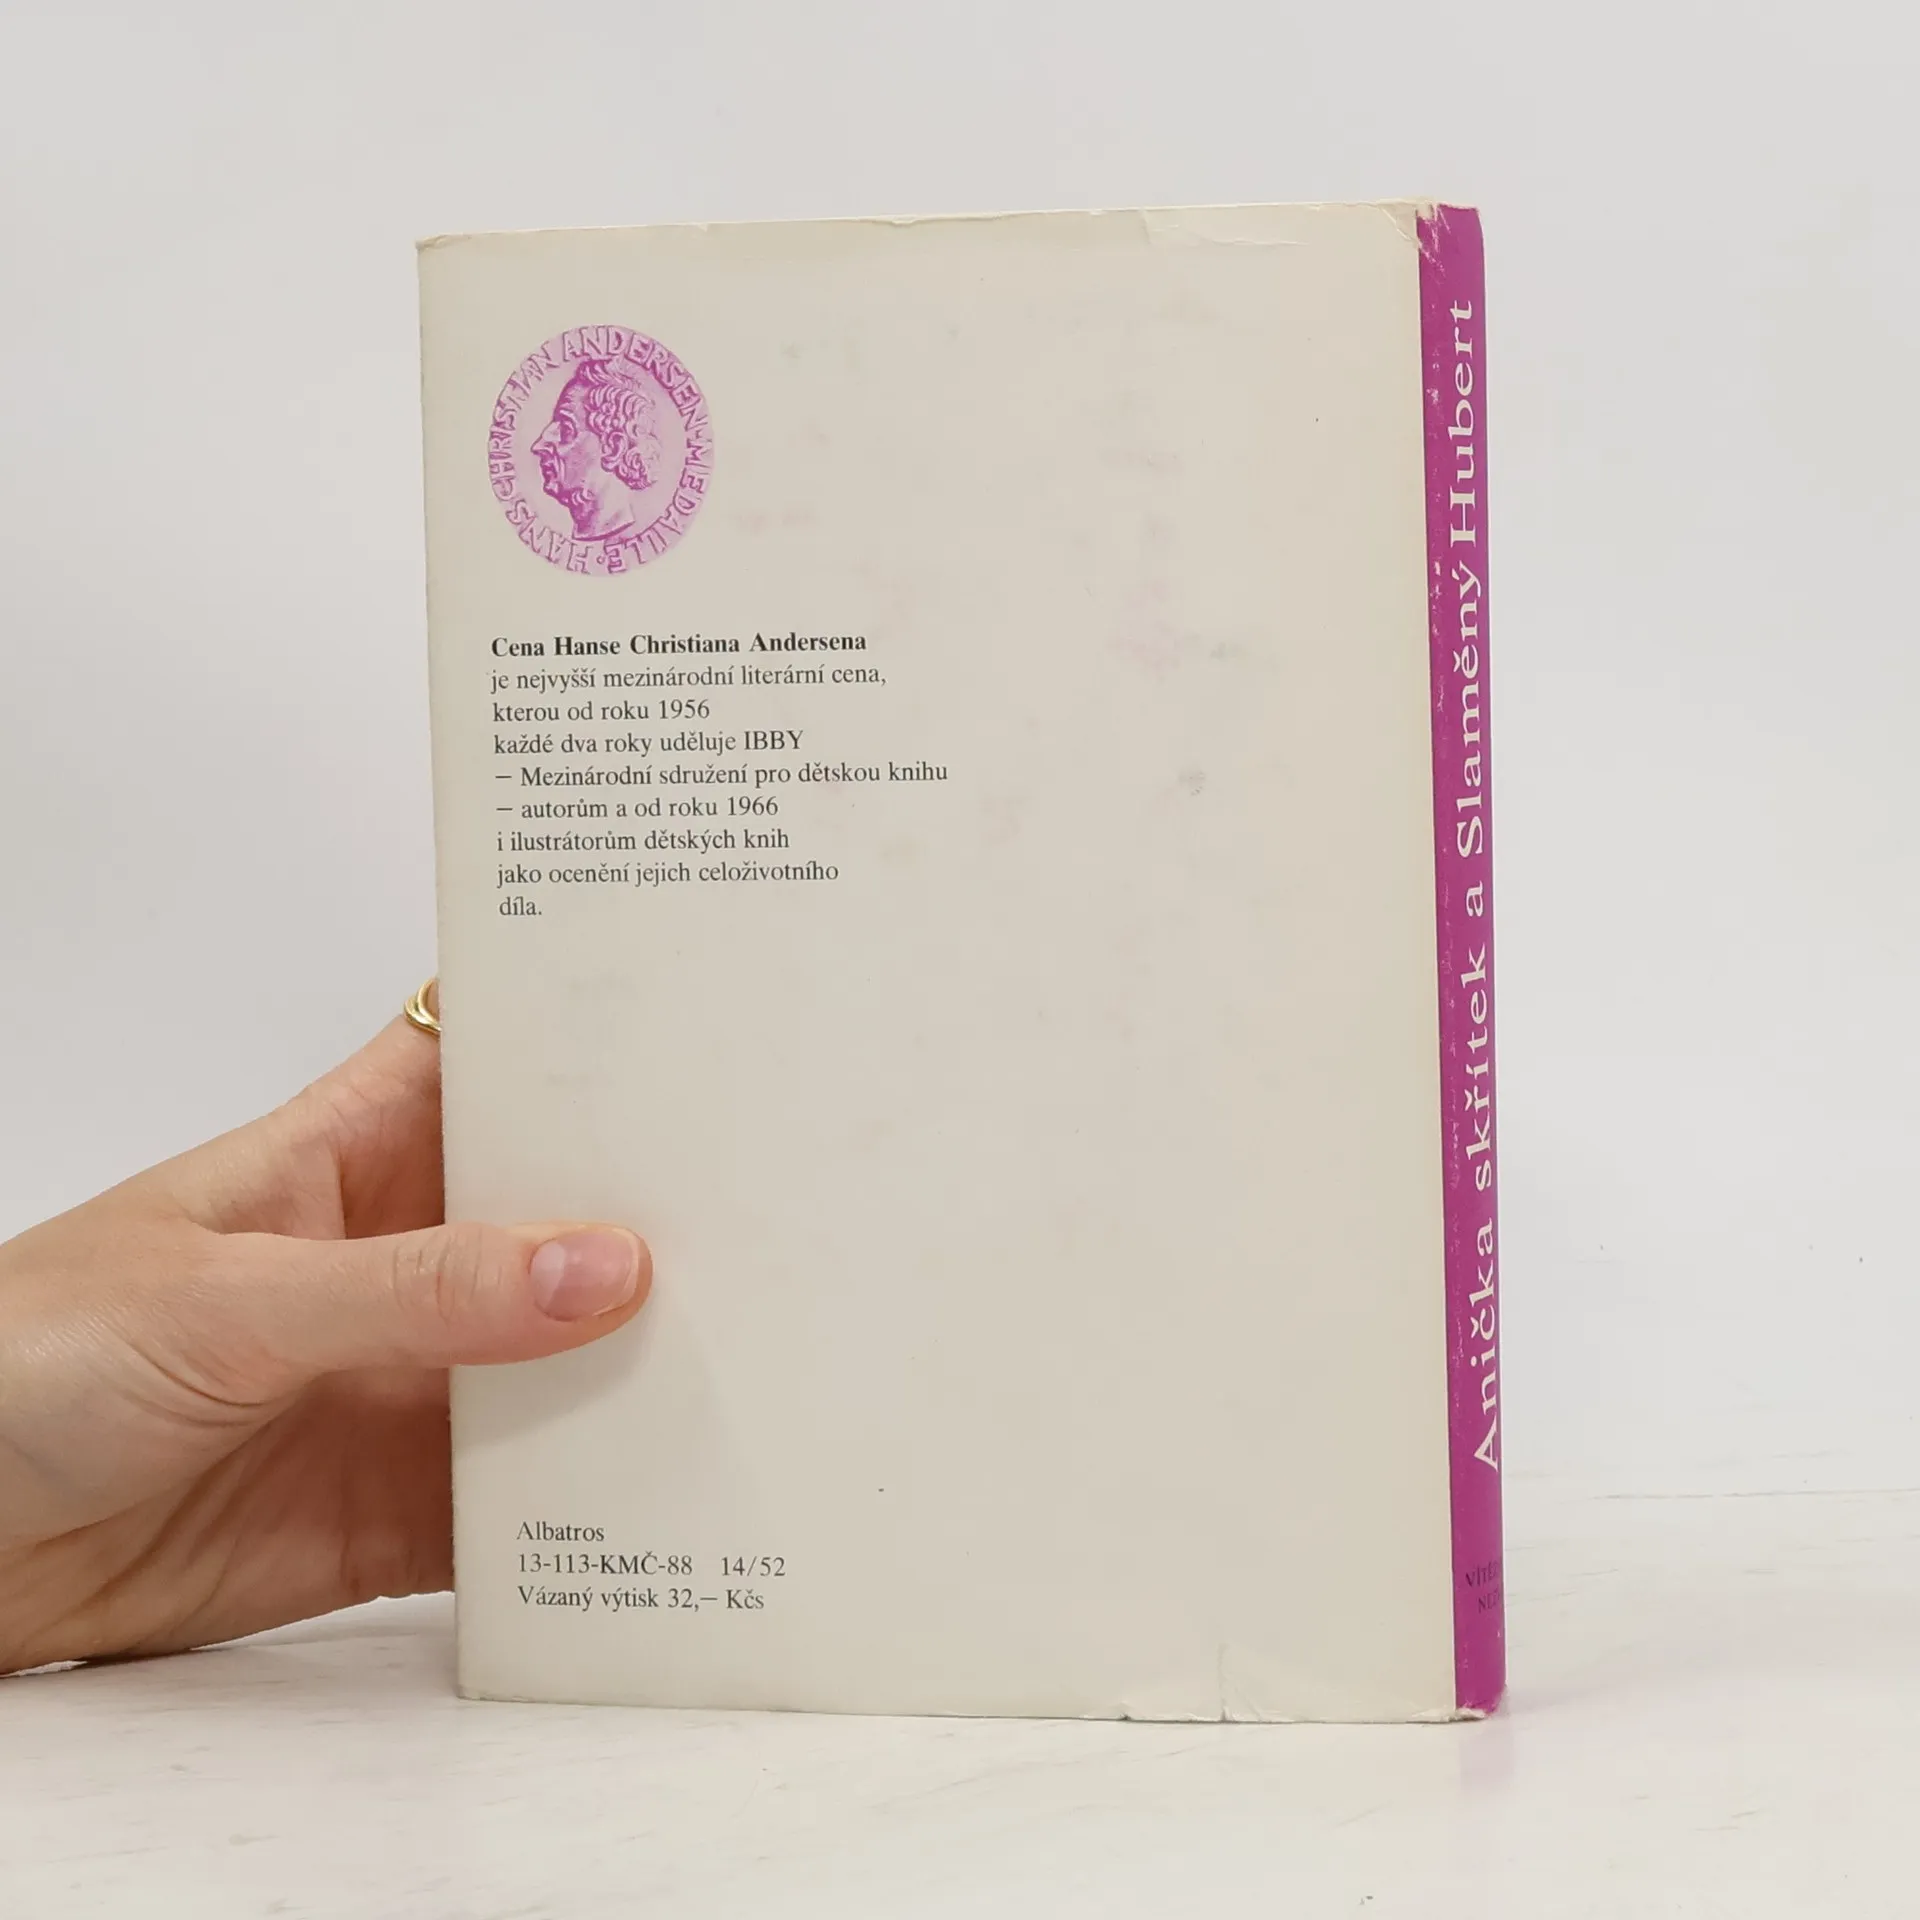 HANS CHRISTIAN ANDERSEN-MEDAILLE
Cena Hanse Christiana Andersena
je nejvyšší mezinárodní literární cena,
kterou od roku 1956
každé dva roky uděluje IBBY
– Mezinárodní sdružení pro dětskou knihu
– autorům a od roku 1966
i ilustrátorům dětských knih
jako ocenění jejich celoživotního
díla.
Albatros
13-113-KMČ-88 14/52
Vázaný výtisk 32,– Kčs
Anička skřítek a Slaměný Hubert